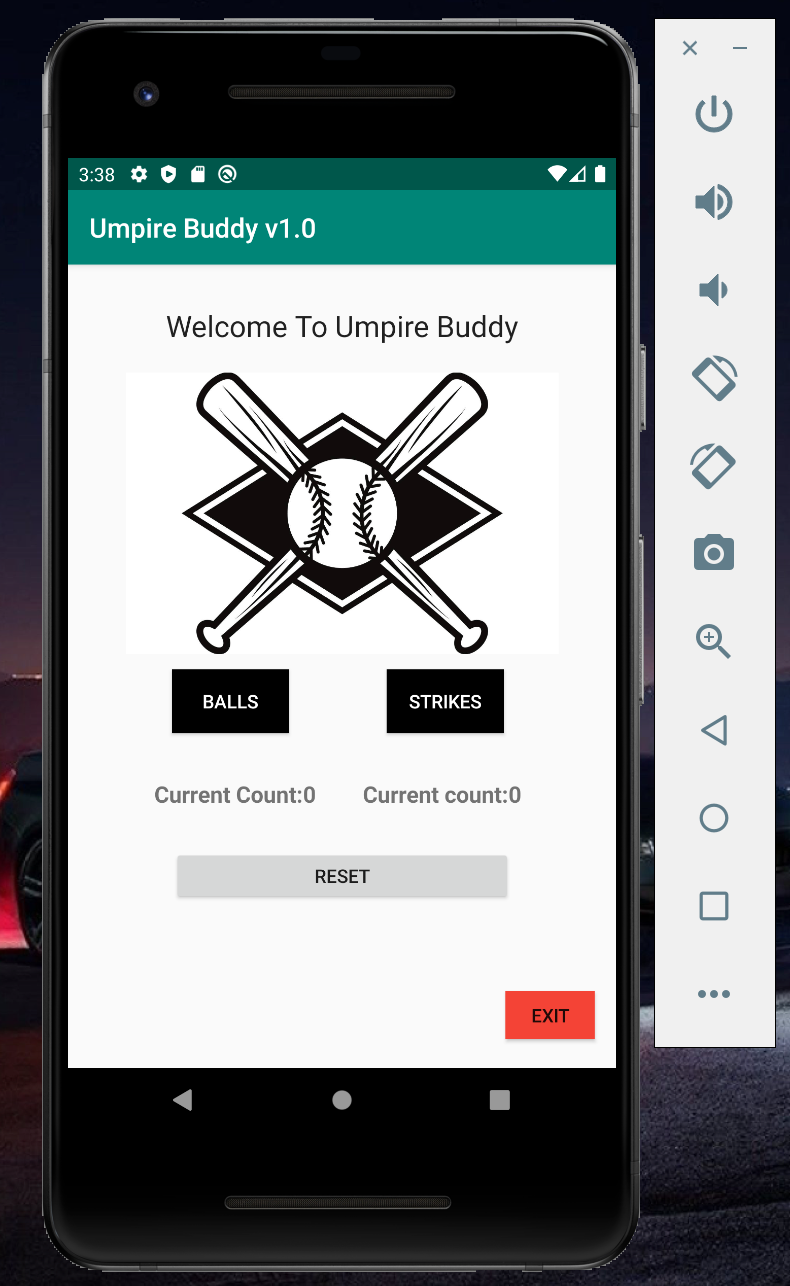 3:38
Umpire Buddy v1.0
Welcome To Umpire Buddy
BALLS STRIKES
Current Count:0 Current count:0
RESET
EXIT